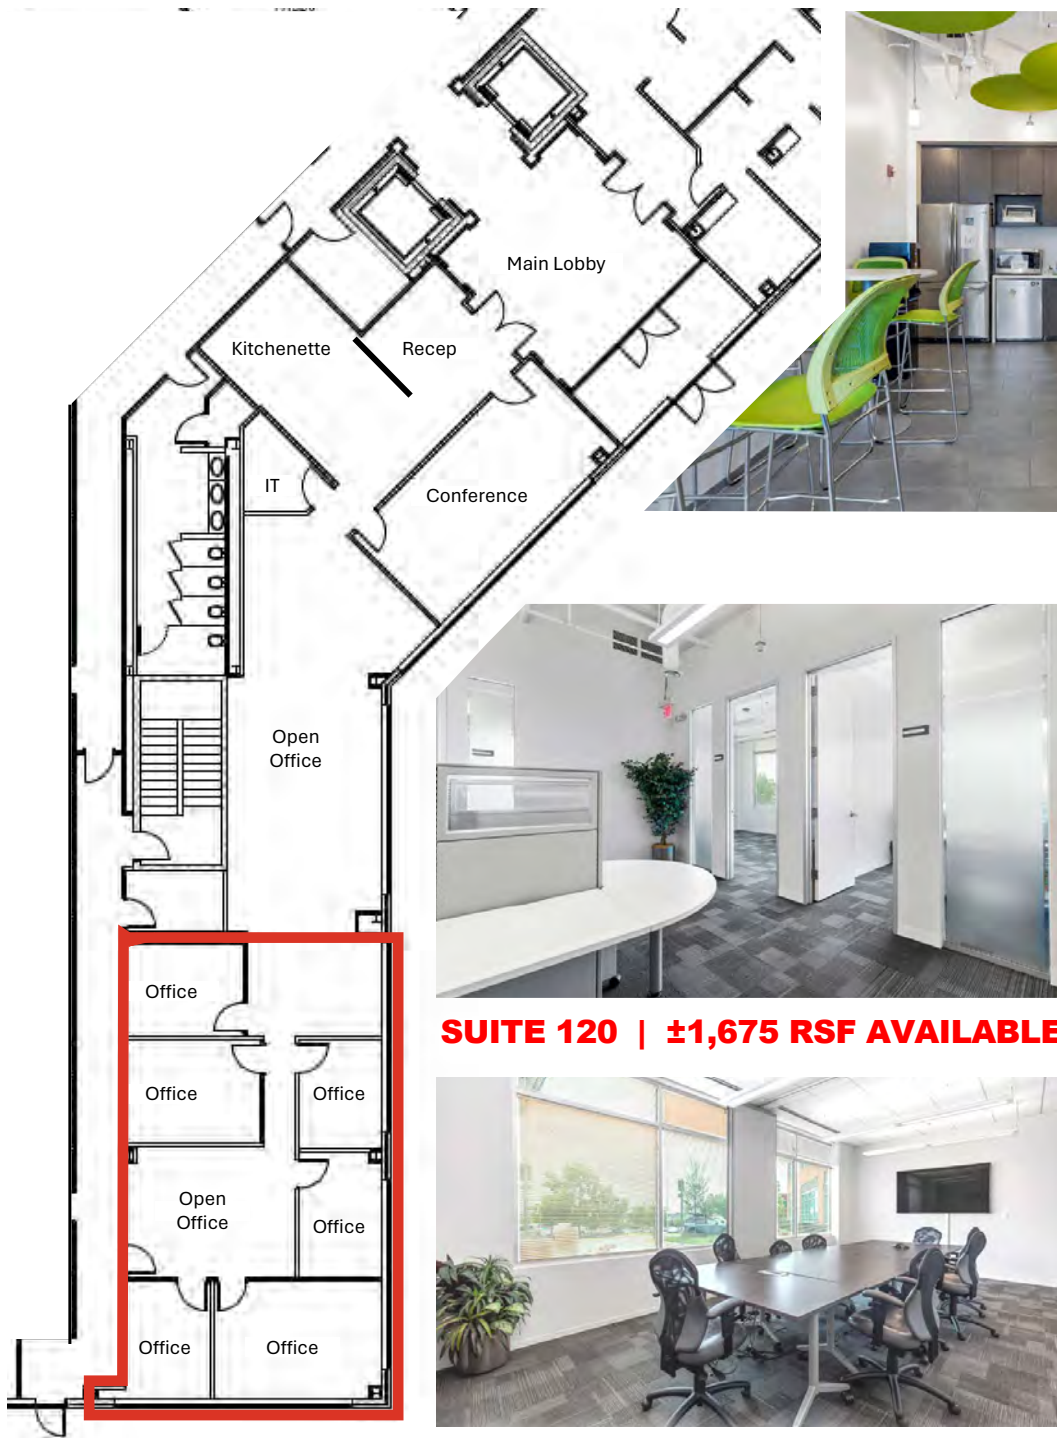 Main Lobby
Kitchenette
Recep
IT
Conference
Open
Office
Office
Office
Office
Open
Office
Office
Office
Office
SUITE 120 | ±1,675 RSF AVAILABLE